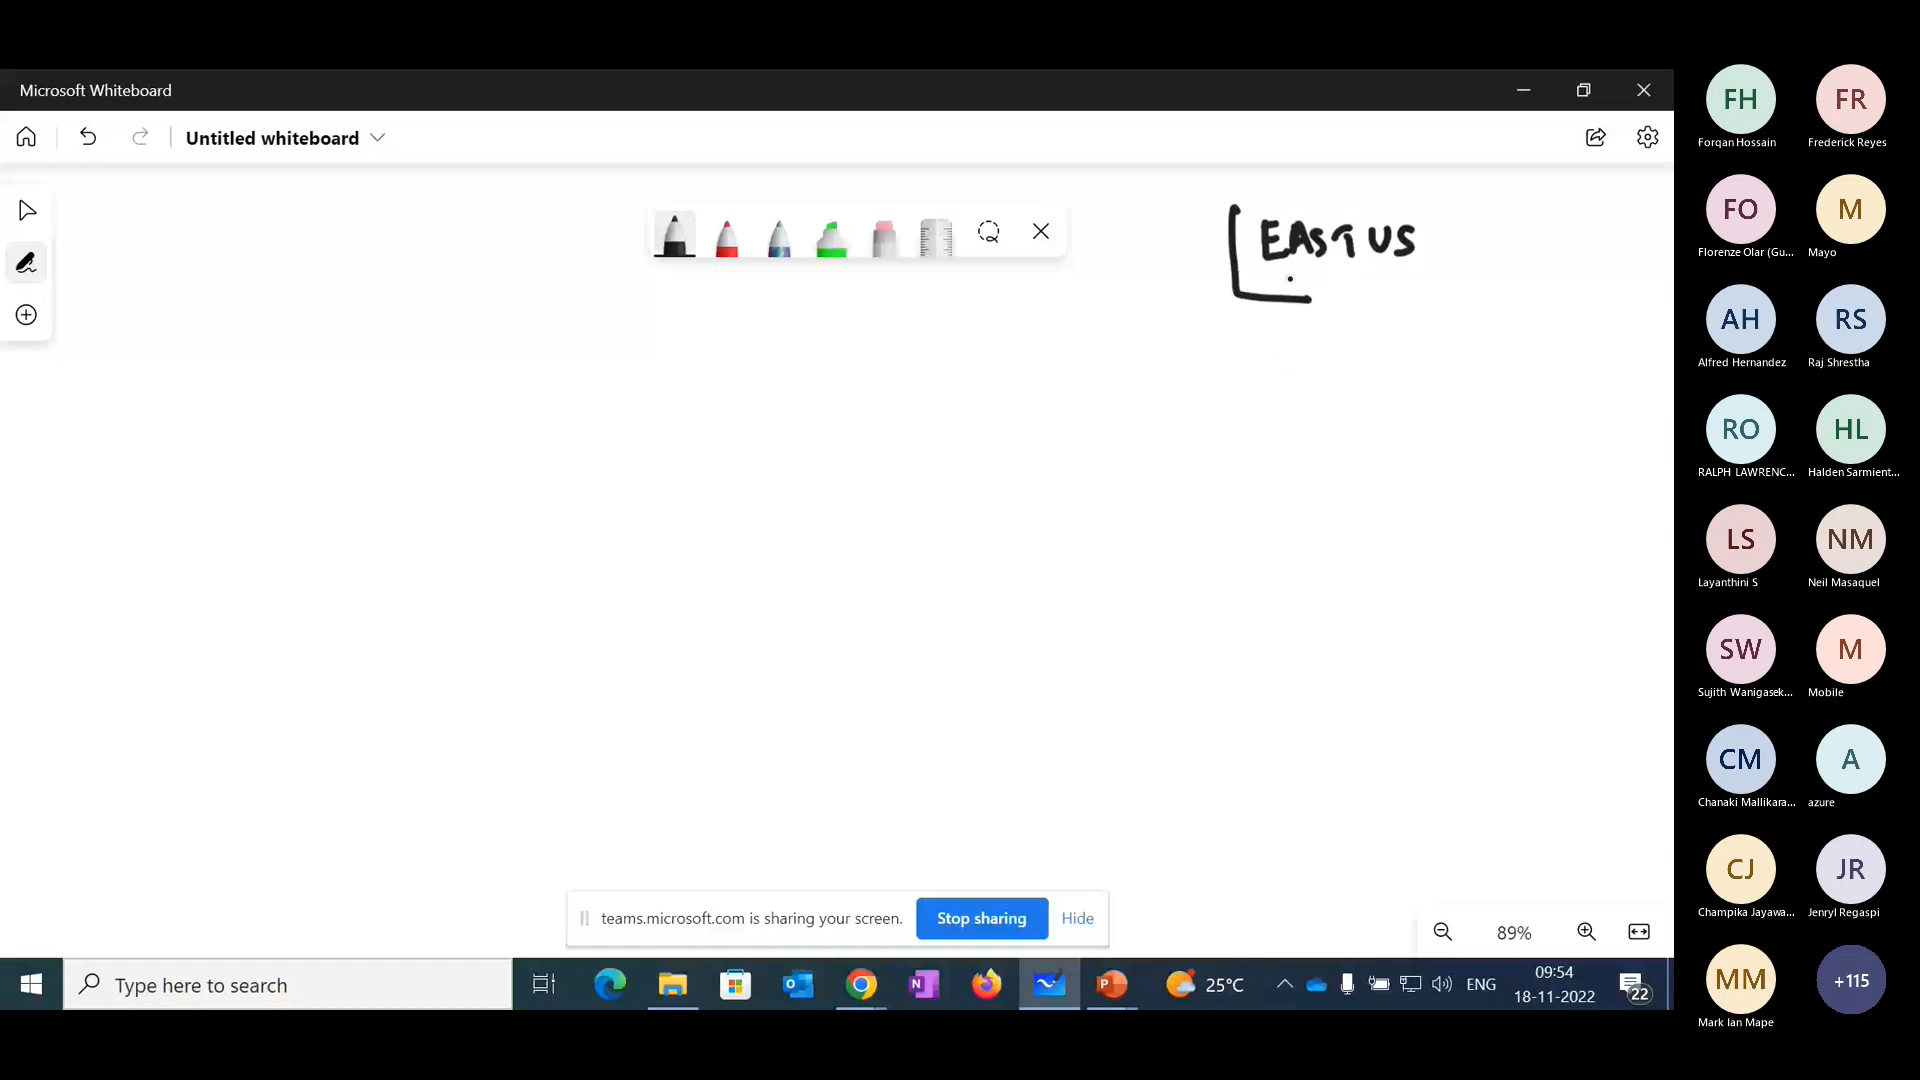 Microsoft Whiteboard
Untitled whiteboard
EAST US
teams.microsoft.com is sharing your screen.
Stop sharing
Hide
89%
Type here to search
N
25°C
ENG
09:54
18-11-2022
22
FH
Forqan Hossain
FR
Frederick Reyes
FO
Florenze Olar (Gu...
M
Mayo
AH
Alfred Hernandez
RS
Raj Shrestha
RO
RALPH LAWRENC...
HL
Halden Sarmient...
LS
Layanthini S
NM
Neil Masaquel
SW
Sujith Wanigasek...
M
Mobile
CM
Chanaki Mallikara...
A
azure
CJ
Champika Jayawa...
JR
Jenryl Regaspi
MM
Mark Ian Mape
+115